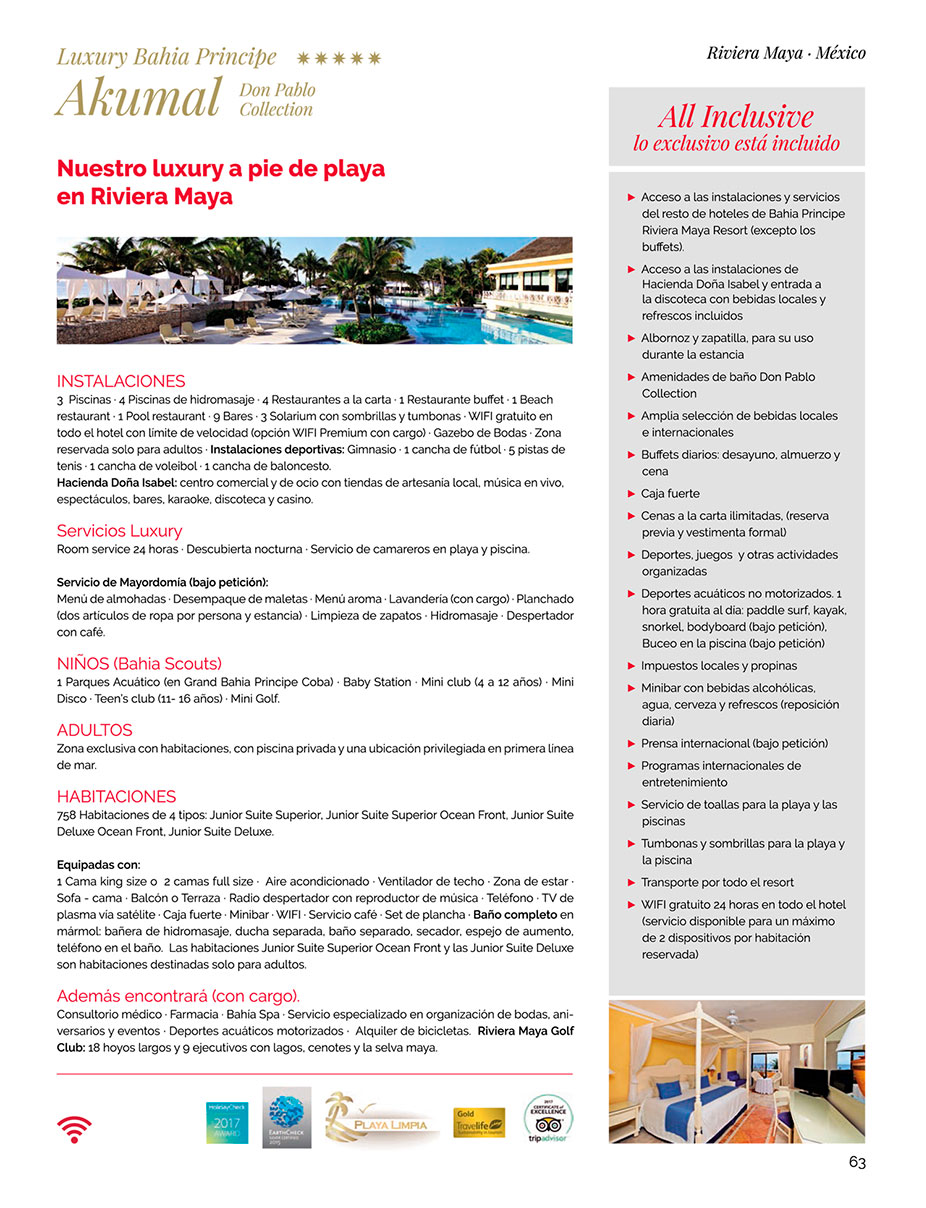 Luxury Bahia Principe
Akumal
Don Pablo
Collection
Riviera Maya · México
Nuestro luxury a pie de playa
en Riviera Maya
INSTALACIONES
3 Piscinas · 4 Piscinas de hidromasaje · 4 Restaurantes a la carta · 1 Restaurante buffet · 1 Beach
restaurant · 1 Pool restaurant · 9 Bares · 3 Solarium con sombrillas y tumbonas · WIFI gratuito en
todo el hotel con límite de velocidad (opción WIFI Premium con cargo) · Gazebo de Bodas · Zona
reservada solo para adultos · Instalaciones deportivas: Gimnasio · 1 cancha de fútbol · 5 pistas de
tenis · 1 cancha de voleibol · 1 cancha de baloncesto.
Hacienda Doña Isabel: centro comercial y de ocio con tiendas de artesanía local, música en vivo,
espectáculos, bares, karaoke, discoteca y casino.
Servicios Luxury
Room service 24 horas · Descubierta nocturna · Servicio de camareros en playa y piscina.
Servicio de Mayordomía (bajo petición):
Menú de almohadas · Desempaque de maletas · Menú aroma · Lavandería (con cargo) · Planchado
(dos artículos de ropa por persona y estancia) · Limpieza de zapatos · Hidromasaje · Despertador
con café.
NIÑOS (Bahia Scouts)
1 Parques Acuático (en Grand Bahia Principe Coba) · Baby Station · Mini club (4 a 12 años) · Mini
Disco · Teen's club (11- 16 años) · Mini Golf.
ADULTOS
Zona exclusiva con habitaciones, con piscina privada y una ubicación privilegiada en primera línea
de mar.
HABITACIONES
758 Habitaciones de 4 tipos: Junior Suite Superior, Junior Suite Superior Ocean Front, Junior Suite
Deluxe Ocean Front, Junior Suite Deluxe.
Equipadas con:
1 Cama king size o 2 camas full size · Aire acondicionado · Ventilador de techo · Zona de estar ·
Sofa - cama · Balcón o Terraza · Radio despertador con reproductor de música · Teléfono · TV de
plasma vía satélite · Caja fuerte · Minibar · WIFI · Servicio café · Set de plancha · Baño completo en
mármol: bañera de hidromasaje, ducha separada, baño separado, secador, espejo de aumento,
teléfono en el baño. Las habitaciones Junior Suite Superior Ocean Front y las Junior Suite Deluxe
son habitaciones destinadas solo para adultos.
Además encontrará (con cargo).
Consultorio médico · Farmacia · Bahía Spa · Servicio especializado en organización de bodas, ani-
versarios y eventos · Deportes acuáticos motorizados · Alquiler de bicicletas. Riviera Maya Golf
Club: 18 hoyos largos y 9 ejecutivos con lagos, cenotes y la selva maya.
HolidayCheck
2017
AWARD
EARTHCHECK
SILVER CERTIFIED
2015
PLAYA LIMPIA
Gold
Travelife
2017
CERTIFICATE of
EXCELLENCE
tripadvisor
All Inclusive
lo exclusivo está incluido
► Acceso a las instalaciones y servicios
del resto de hoteles de Bahia Principe
Riviera Maya Resort (excepto los
buffets).
► Acceso a las instalaciones de
Hacienda Doña Isabel y entrada a
la discoteca con bebidas locales y
refrescos incluidos
► Albornoz y zapatilla, para su uso
durante la estancia
► Amenidades de baño Don Pablo
Collection
► Amplia selección de bebidas locales
e internacionales
► Buffets diarios: desayuno, almuerzo y
cena
► Caja fuerte
► Cenas a la carta ilimitadas, (reserva
previa y vestimenta formal)
► Deportes, juegos y otras actividades
organizadas
► Deportes acuáticos no motorizados. 1
hora gratuita al día: paddle surf, kayak,
snorkel, bodyboard (bajo petición),
Buceo en la piscina (bajo petición)
► Impuestos locales y propinas
► Minibar con bebidas alcohólicas,
agua, cerveza y refrescos (reposición
diaria)
► Prensa internacional (bajo petición)
► Programas internacionales de
entretenimiento
► Servicio de toallas para la playa y las
piscinas
► Tumbonas y sombrillas para la playa y
la piscina
► Transporte por todo el resort
► WIFI gratuito 24 horas en todo el hotel
(servicio disponible para un máximo
de 2 dispositivos por habitación
reservada)
63